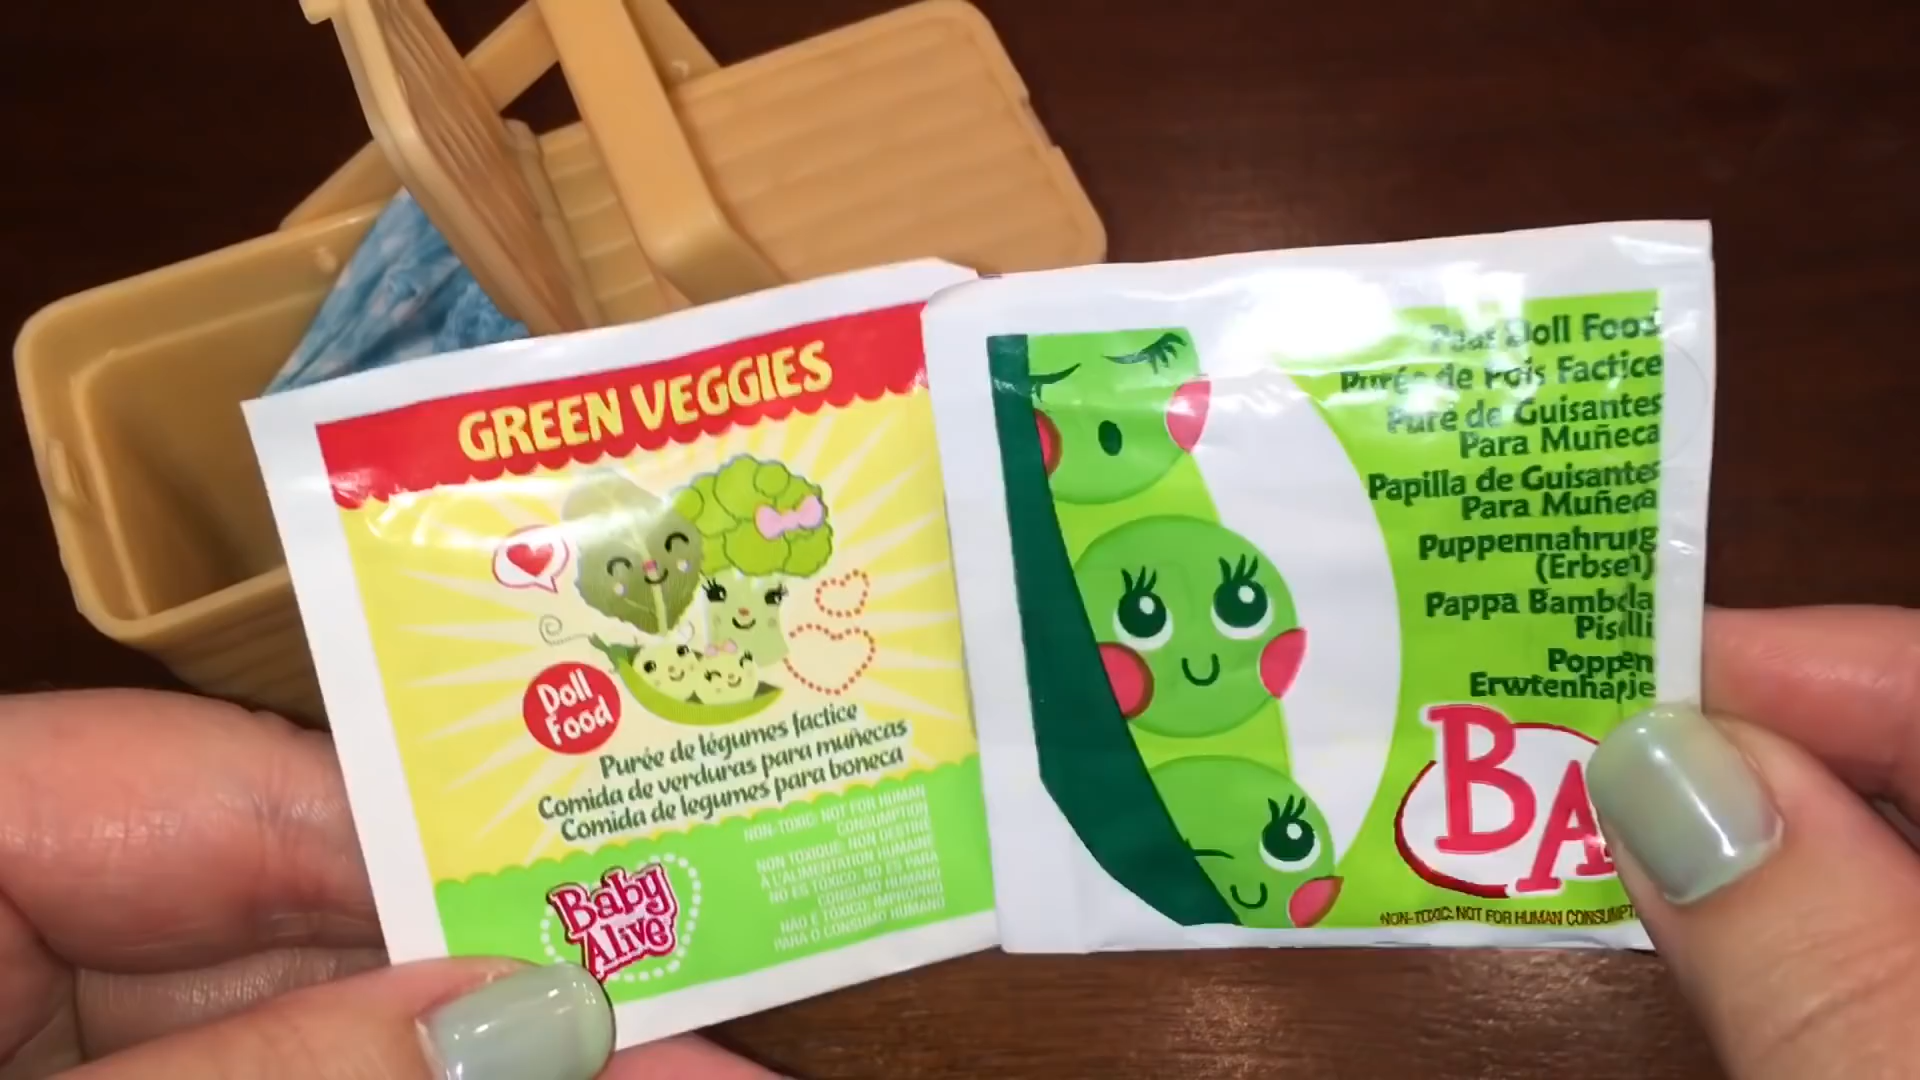 GREEN VEGGIES
Doll
Food
Purée de légumes factice
Comida de verduras para muñecas
Comida de legumes para boneca
NON-TOXIC: NOT FOR HUMAN
CONSUMPTION
NON TOXIQUE: NON DESTINÉ
À L'ALIMENTATION HUMAINE
NO ES TÓXICO: NO ES PARA
CONSUMO HUMANO
NÃO É TÓXICO: IMPRÓPRIO
PARA O CONSUMO HUMANO
Baby
Alive
Peas Doll Food
Purée de Pois Factice
Puré de Guisantes
Para Muñeca
Papilla de Guisantes
Para Muñeca
Puppennahrung
(Erbsen)
Pappa Bambola
Piselli
Poppen
Erwtenhapje
BA
NON-TOXIC: NOT FOR HUMAN CONSUMPT